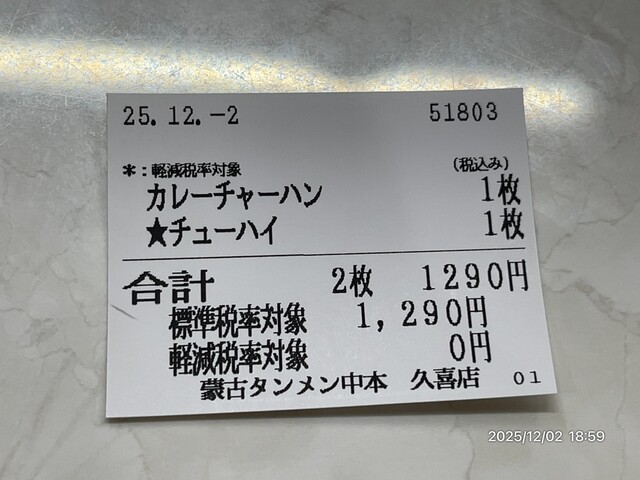 25.12.-2 51803
*:軽減税率対象 (税込み)
カレーチャーハン 1枚
★チューハイ 1枚
合計 2枚 1290円
標準税率対象 1,290円
軽減税率対象 0円
蒙古タンメン中本 久喜店 01
2025/12/02 18:59